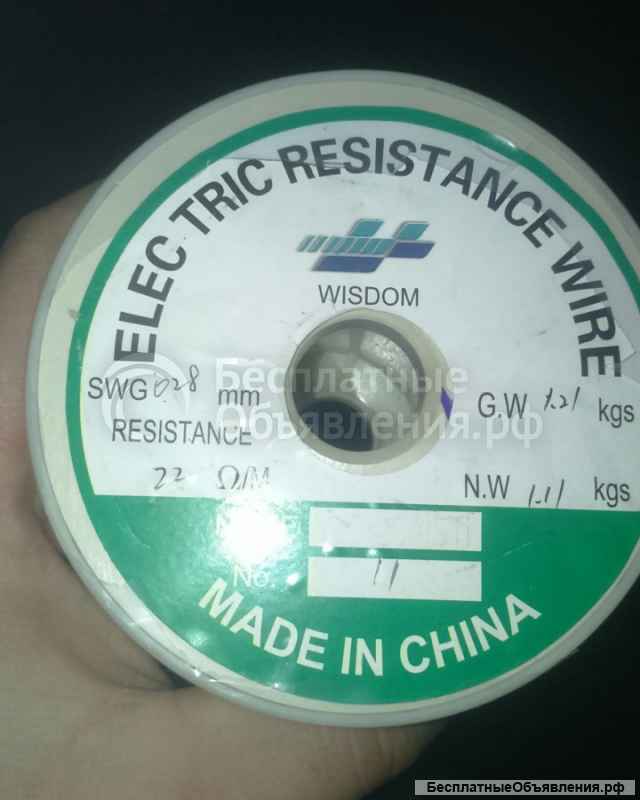 ELEC TRIC RESISTANCE WIRE
WISDOM
SWG 0.28 mm
G.W 1.21 kgs
RESISTANCE
22 Ω/M
N.W 1.11 kgs
No. 11
MADE IN CHINA
Бесплатные
Объявления.рф
БесплатныеОбъявления.рф